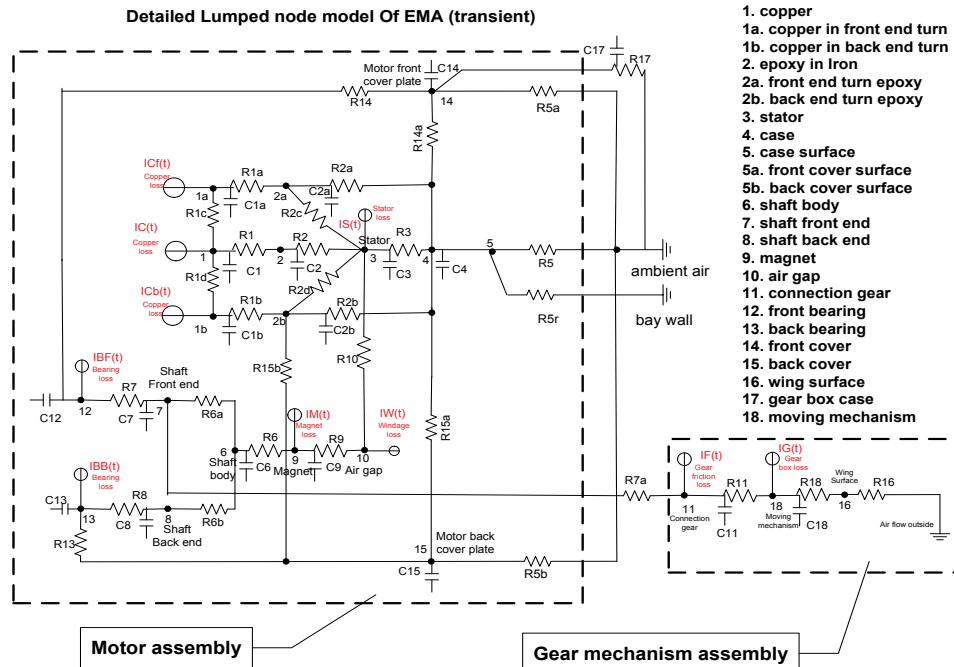 Detailed Lumped node model Of EMA (transient)
1. copper
1a. copper in front end turn
1b. copper in back end turn
2. epoxy in Iron
2a. front end turn epoxy
2b. back end turn epoxy
3. stator
4. case
5. case surface
5a. front cover surface
5b. back cover surface
6. shaft body
7. shaft front end
8. shaft back end
9. magnet
10. air gap
11. connection gear
12. front bearing
13. back bearing
14. front cover
15. back cover
16. wing surface
17. gear box case
18. moving mechanism
C17
R17
Motor front
cover plate
C14
14
R14
R5a
R14a
ICf(t)
Copper
loss
1a
R1a
C1a
2a
R2a
C2a
R1c
R2c
IS(t)
Stator
loss
IC(t)
Copper
loss
1
R1
C1
2
R2
C2
Stator
3
R3
C3
4
C4
5
R5
ambient air
R1d
R2d
R5r
bay wall
ICb(t)
Copper
loss
1b
R1b
C1b
2b
R2b
C2b
R15b
R10
IBF(t)
Bearing
loss
C12
12
R7
C7
Shaft
Front end
7
R6a
6
Shaft
body
R6
C6
IM(t)
Magnet
loss
9
Magnet
R9
C9
IW(t)
Windage
loss
10
Air gap
R15a
IBB(t)
Bearing
loss
C13
13
R8
C8
8
Shaft
Back end
R6b
R13
15
Motor back
cover plate
C15
R5b
R7a
IF(t)
Gear
friction
loss
11
Connection
gear
R11
C11
IG(t)
Gear
box loss
18
Moving
mechanism
R18
C18
Wing
Surface
16
R16
Air flow outside
Motor assembly
Gear mechanism assembly